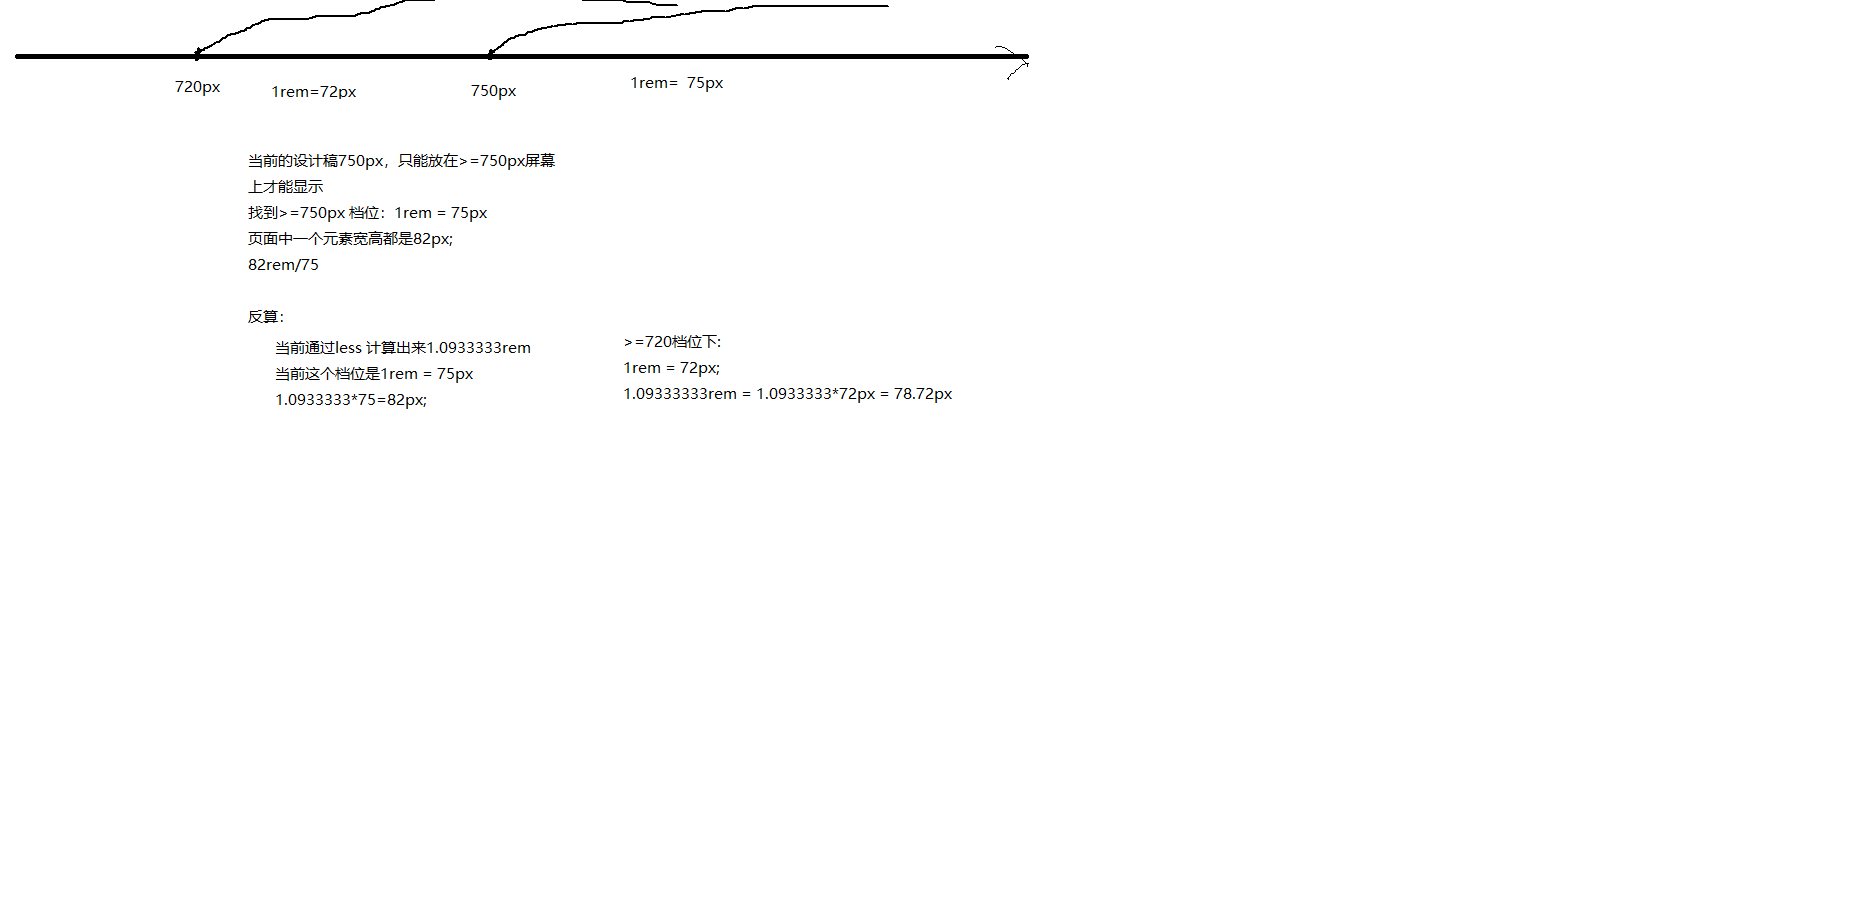 720px
1rem=72px
750px
1rem=  75px
当前的设计稿750px，只能放在>=750px屏幕
上才能显示
找到>=750px 档位：1rem = 75px
页面中一个元素宽高都是82px;
82rem/75
反算：
当前通过less 计算出来1.0933333rem
当前这个档位是1rem = 75px
1.0933333*75=82px;
>=720档位下:
1rem = 72px;
1.09333333rem = 1.0933333*72px = 78.72px